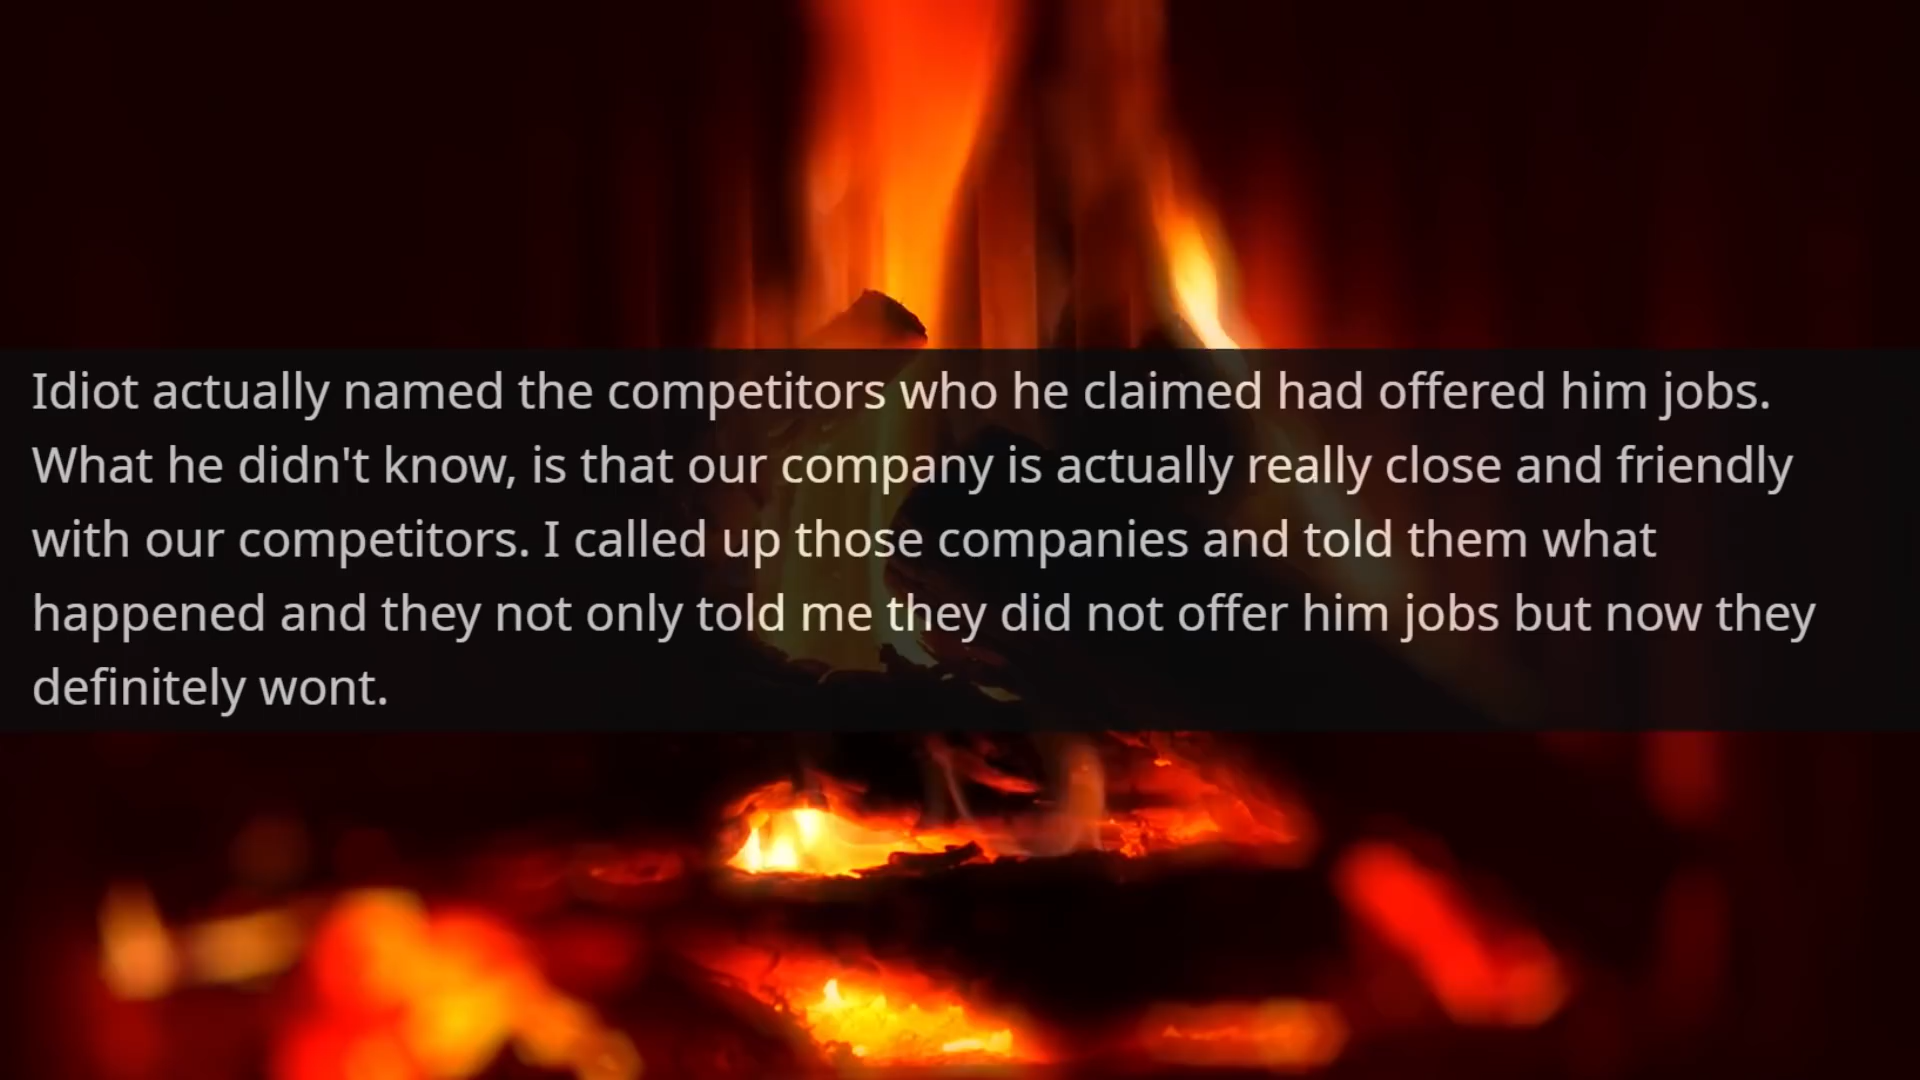 Idiot actually named the competitors who he claimed had offered him jobs.
What he didn't know, is that our company is actually really close and friendly
with our competitors. I called up those companies and told them what
happened and they not only told me they did not offer him jobs but now they
definitely wont.